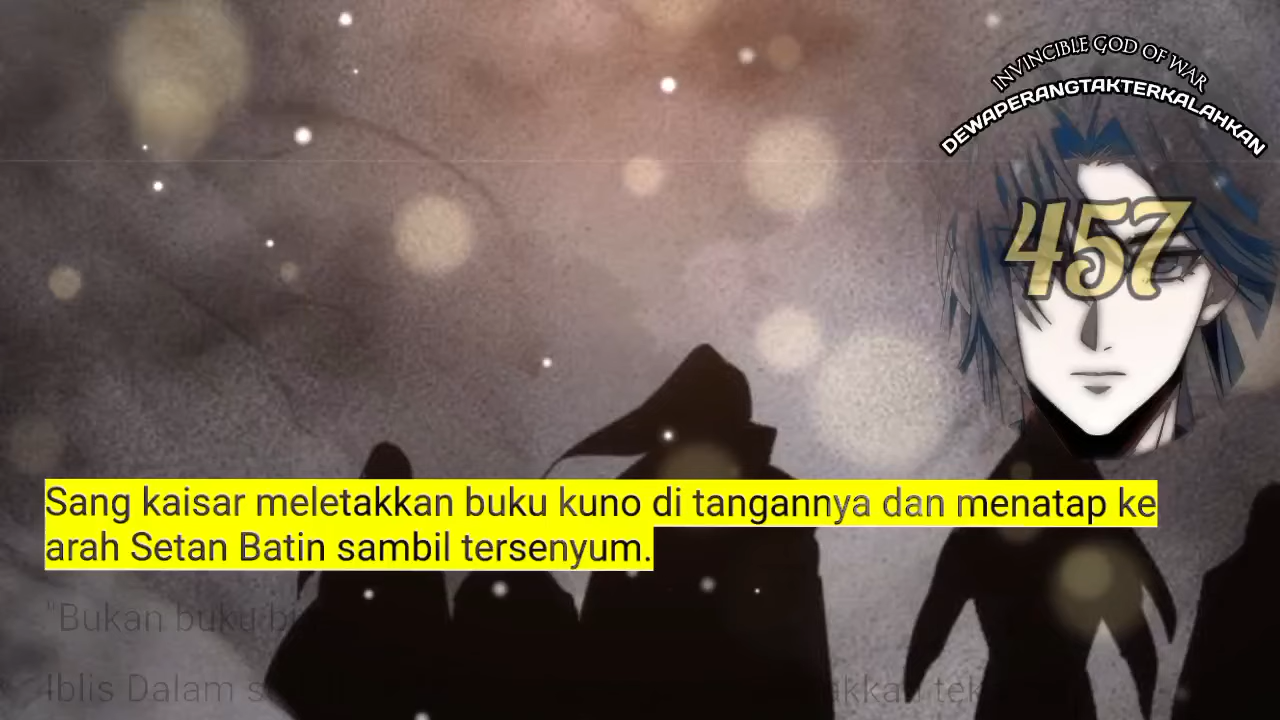 INVINCIBLE GOD OF WAR
DEWAPERANGTAKTERKALAHKAN
457
Sang kaisar meletakkan buku kuno di tangannya dan menatap ke
arah Setan Batin sambil tersenyum.
"Bukan buku
Iblis Dalam